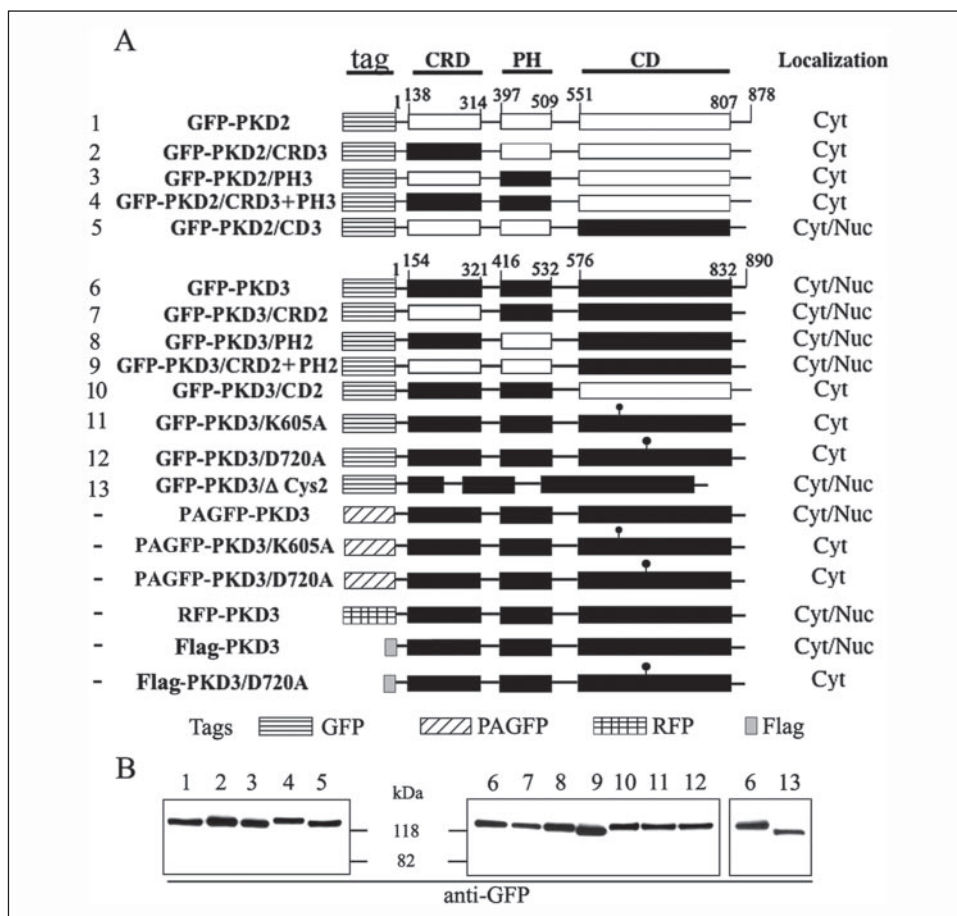 A
tag CRD PH CD Localization
1 138 314 397 509 551 807 878
1 GFP-PKD2 Cyt
2 GFP-PKD2/CRD3 Cyt
3 GFP-PKD2/PH3 Cyt
4 GFP-PKD2/CRD3+PH3 Cyt
5 GFP-PKD2/CD3 Cyt/Nuc
1 154 321 416 532 576 832 890
6 GFP-PKD3 Cyt/Nuc
7 GFP-PKD3/CRD2 Cyt/Nuc
8 GFP-PKD3/PH2 Cyt/Nuc
9 GFP-PKD3/CRD2+PH2 Cyt/Nuc
10 GFP-PKD3/CD2 Cyt
11 GFP-PKD3/K605A Cyt
12 GFP-PKD3/D720A Cyt
13 GFP-PKD3/Δ Cys2 Cyt/Nuc
- PAGFP-PKD3 Cyt/Nuc
- PAGFP-PKD3/K605A Cyt
- PAGFP-PKD3/D720A Cyt
- RFP-PKD3 Cyt/Nuc
- Flag-PKD3 Cyt/Nuc
- Flag-PKD3/D720A Cyt
Tags GFP PAGFP RFP Flag
B
1 2 3 4 5 kDa 6 7 8 9 10 11 12 6 13
118
82
anti-GFP